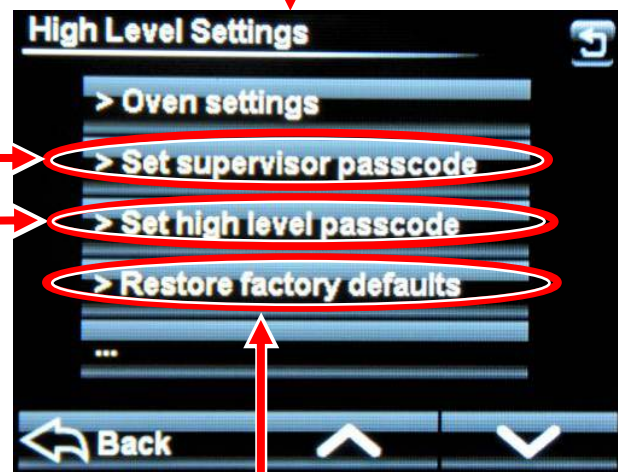 High Level Settings
> Oven settings
> Set supervisor passcode
> Set high level passcode
> Restore factory defaults
...
Back